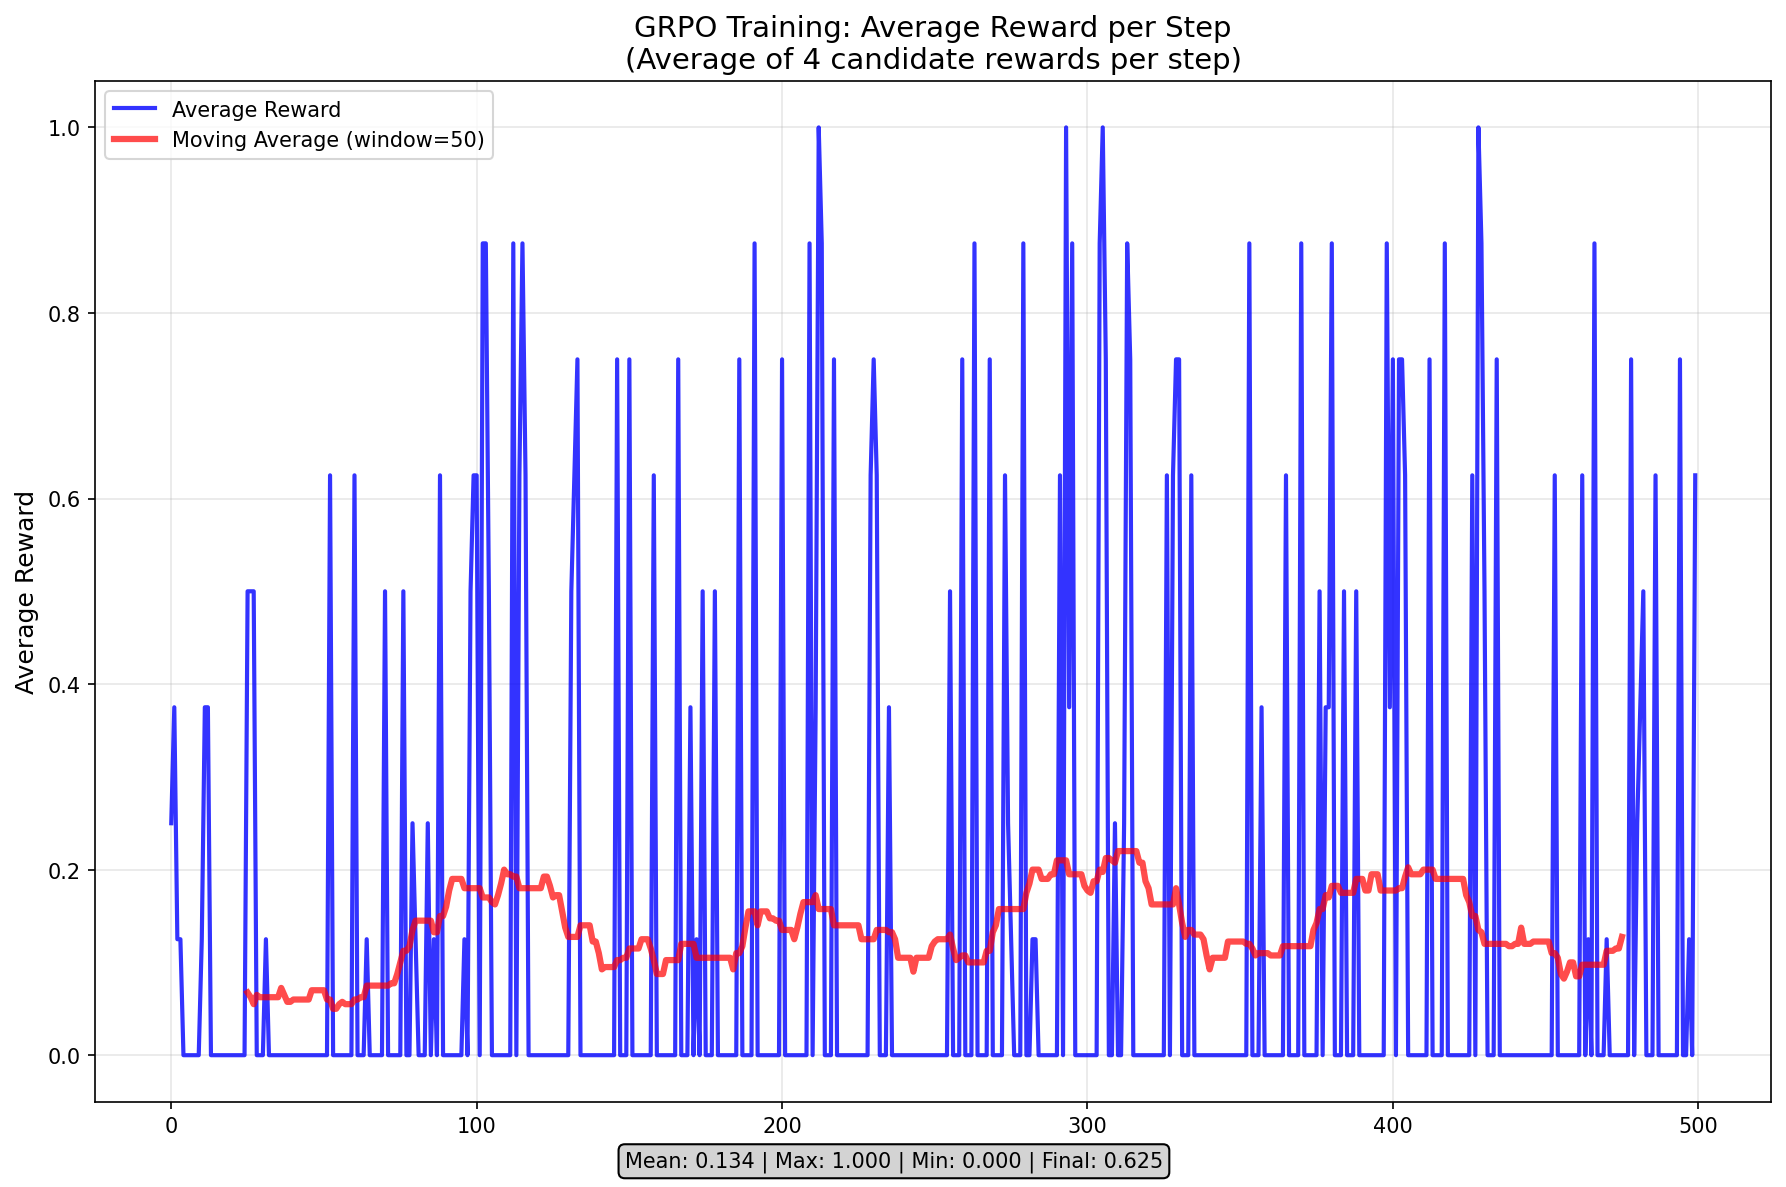 GRPO Training: Average Reward per Step
(Average of 4 candidate rewards per step)
Average Reward
Moving Average (window=50)
Average Reward
1.0
0.8
0.6
0.4
0.2
0.0
0 100 200 300 400 500
Mean: 0.134 | Max: 1.000 | Min: 0.000 | Final: 0.625